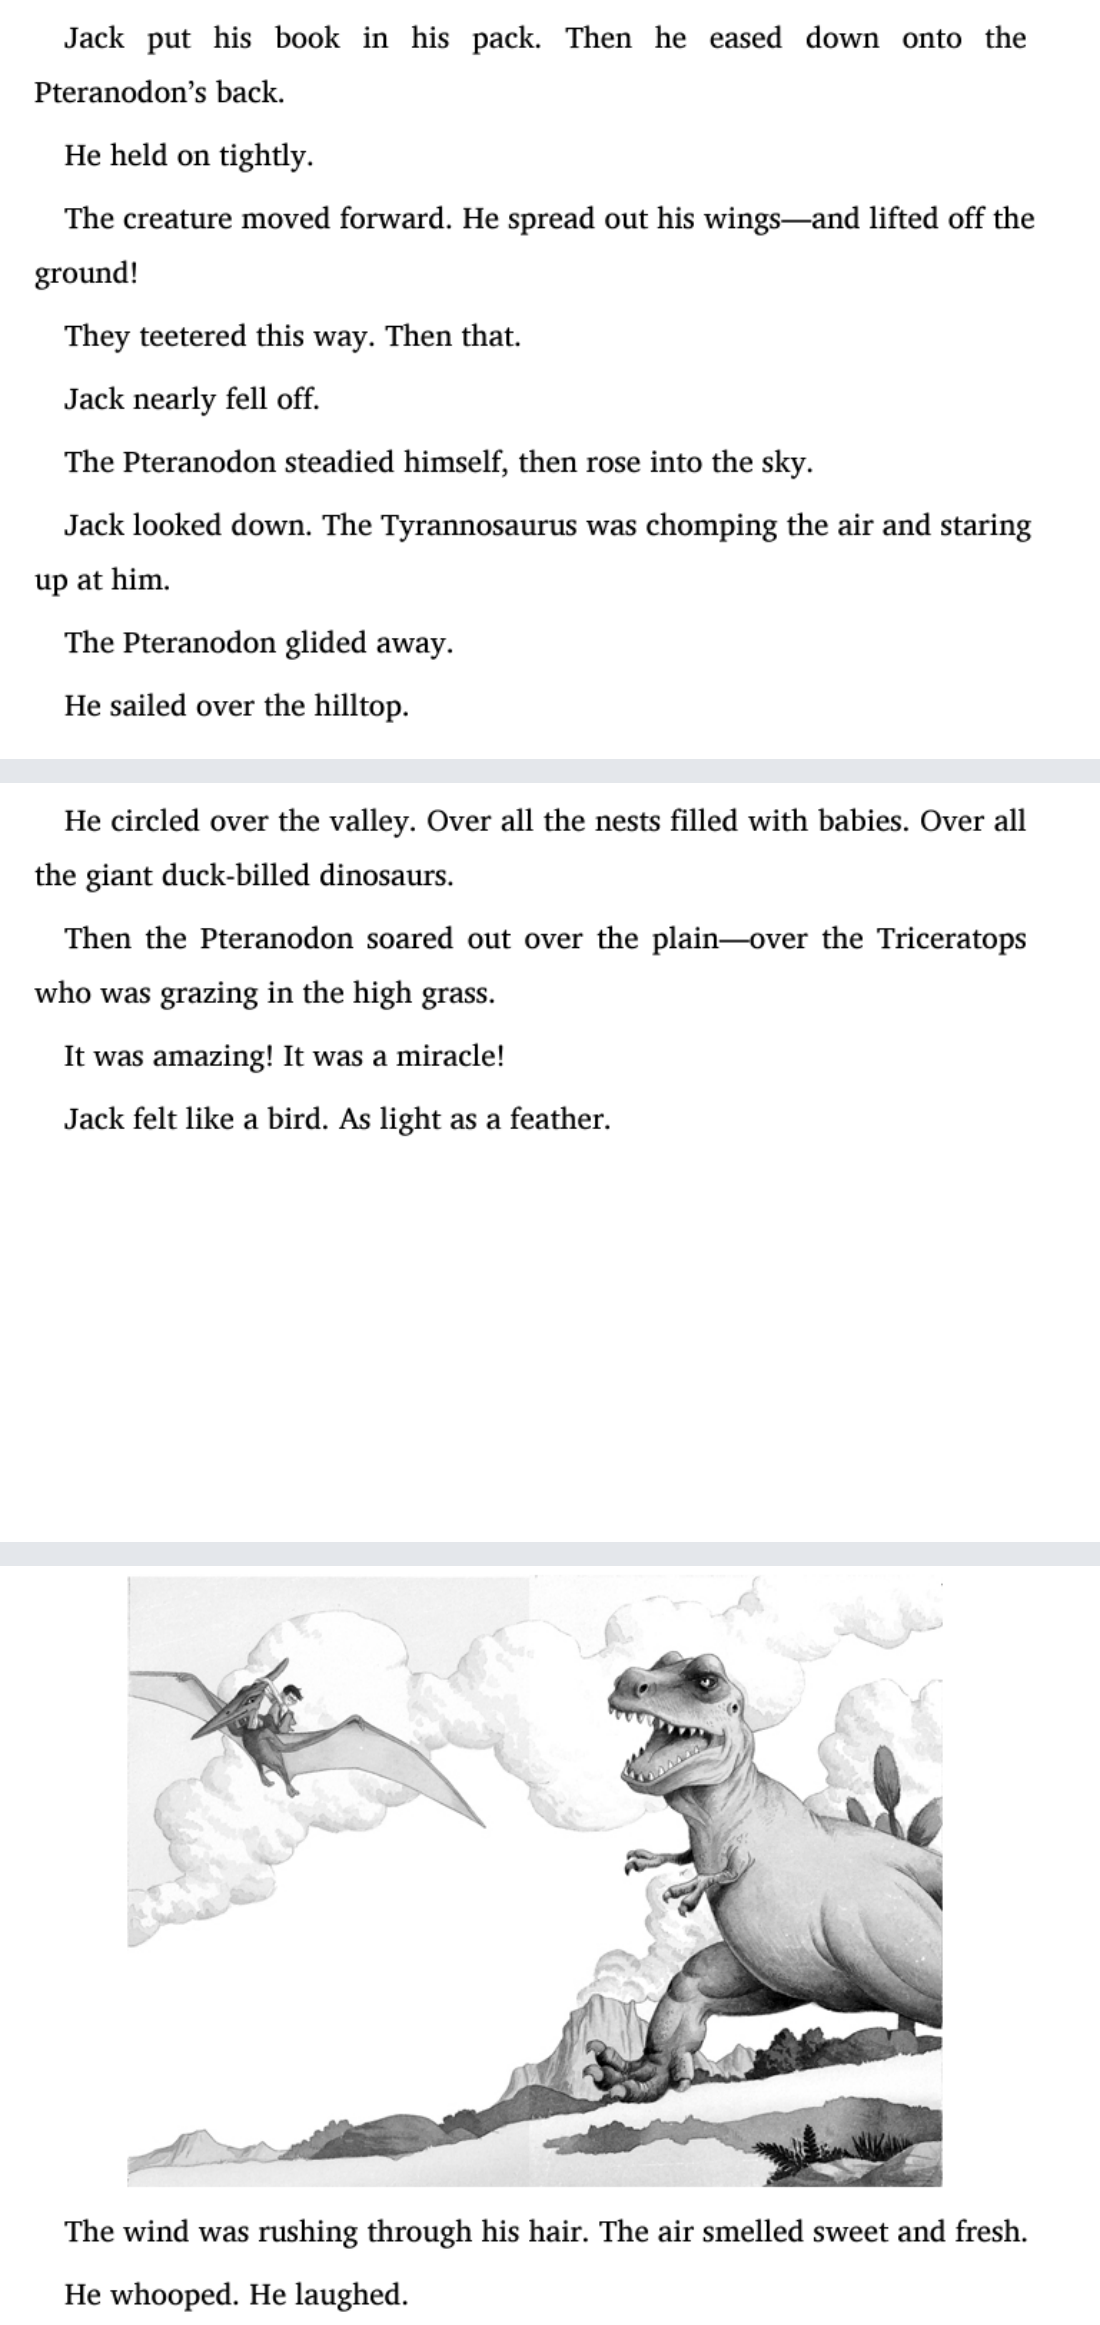 Jack put his book in his pack. Then he eased down onto the
Pteranodon’s back.
He held on tightly.
The creature moved forward. He spread out his wings—and lifted off the
ground!
They teetered this way. Then that.
Jack nearly fell off.
The Pteranodon steadied himself, then rose into the sky.
Jack looked down. The Tyrannosaurus was chomping the air and staring
up at him.
The Pteranodon glided away.
He sailed over the hilltop.
He circled over the valley. Over all the nests filled with babies. Over all
the giant duck-billed dinosaurs.
Then the Pteranodon soared out over the plain—over the Triceratops
who was grazing in the high grass.
It was amazing! It was a miracle!
Jack felt like a bird. As light as a feather.
The wind was rushing through his hair. The air smelled sweet and fresh.
He whooped. He laughed.